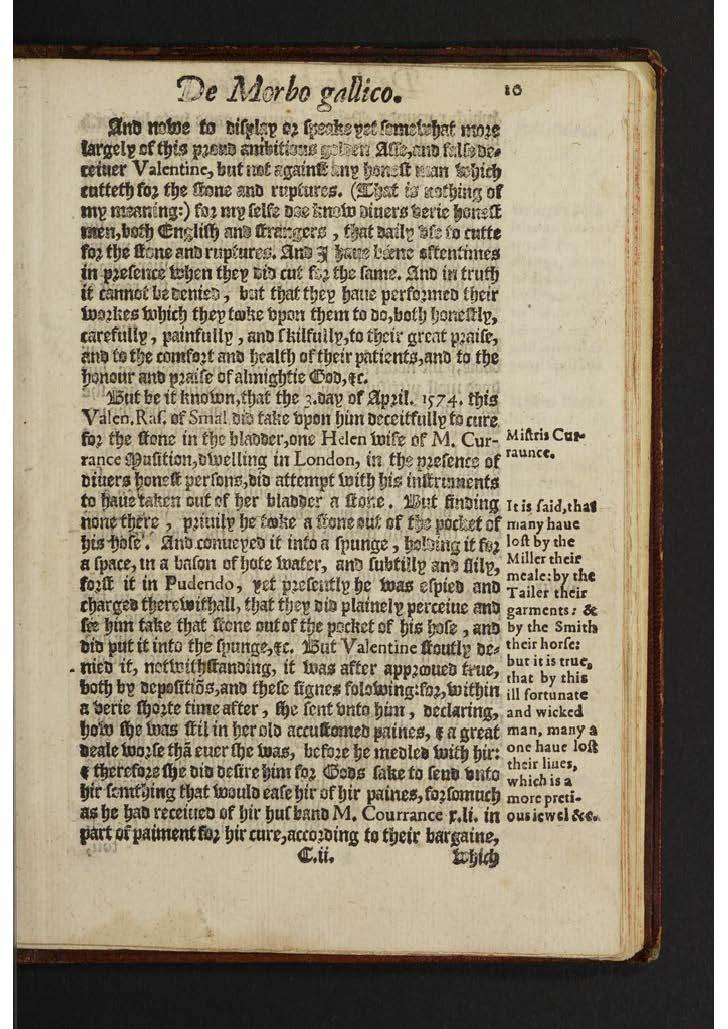 De Morbo gallico.
10
And nowe to display or speake yet somewhat more
largely of this proud ambitious golden Asse, and false de-
ceiuer Valentine, but not against any honest man which
cutteth for the stone and ruptures. (That is nothing of
my meaning:) for my selfe doe know diuers verie honest
men, both English and strangers, that daily vse to cutte
for the stone and ruptures. And I haue béene oftentimes
in presence when they did cut for the same. And in truth
it cannot be denied, but that they haue performed their
workes which they tooke vpon them to do, both honestly,
carefully, painfully, and skilfully, to their great praise,
and to the comfort and health of their patients, and to the
honour and praise of almightie God, &c.
But be it known, that the 3. day of April. 1574. this
Valen. Ras. of Smal did take vpon him deceitfully to cure
for the stone in the bladder, one Helen wife of M. Cur-
rance Musition, dwelling in London, in the presence of
diuers honest persons, did attempt with his instruments
to haue taken out of her bladder a stone. But finding
none there, priuily he tooke a stone out of the pocket of
his hose. And conueyed it into a spunge, holding it for
a space, in a bason of hote water, and subtilly and slily,
forst it in Pudendo, yet presently he was espied and
charged therewithall, that they did plainely perceiue and
sée him take that stone out of the pocket of his hose, and
did put it into the spunge, &c. But Valentine stoutly de-
nied it, notwithstanding, it was after approoued true,
both by depositiõs, and these signes folowing: for, within
a verie shorte time after, she sent vnto him, declaring,
how she was stil in her old accustomed paines, & a great
deale worse thã euer she was, before he medled with hir:
& therefore she did desire him for Gods sake to send vnto
hir somthing that would ease hir of hir paines, forsomuch
as he had receiued of hir husband M. Courrance x.li. in
part of paiment for hir cure, according to their bargaine,
C.ii.
Which
Mistris Cur-
raunce.
It is said, that
many haue
lost by the
Miller their
meale: by the
Tailer their
garments: &
by the Smith
their horse:
but it is true,
that by this
ill fortunate
and wicked
man, many a
one haue lost
their liues,
which is a
more preti-
ous iewel &c.